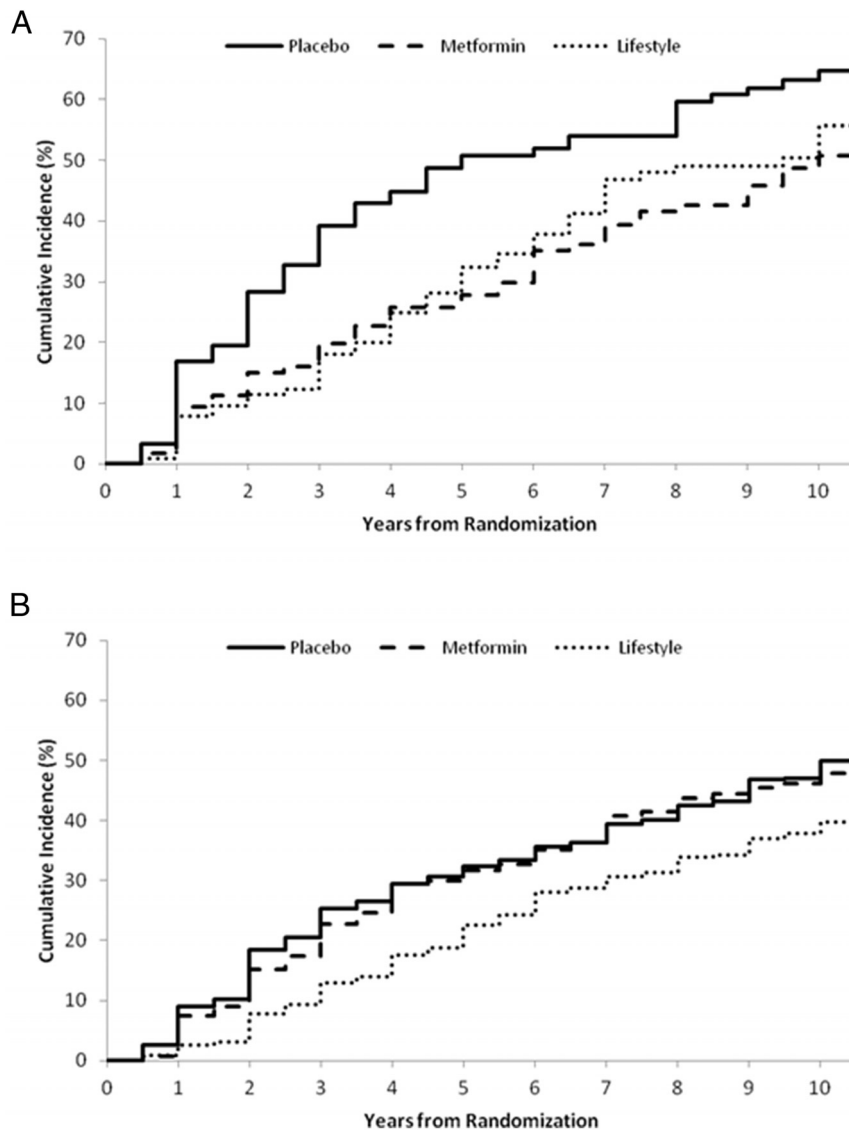 A
Placebo Metformin Lifestyle
70
60
50
40
30
20
10
0
Cumulative Incidence (%)
0 1 2 3 4 5 6 7 8 9 10
Years from Randomization
B
Placebo Metformin Lifestyle
70
60
50
40
30
20
10
0
Cumulative Incidence (%)
0 1 2 3 4 5 6 7 8 9 10
Years from Randomization